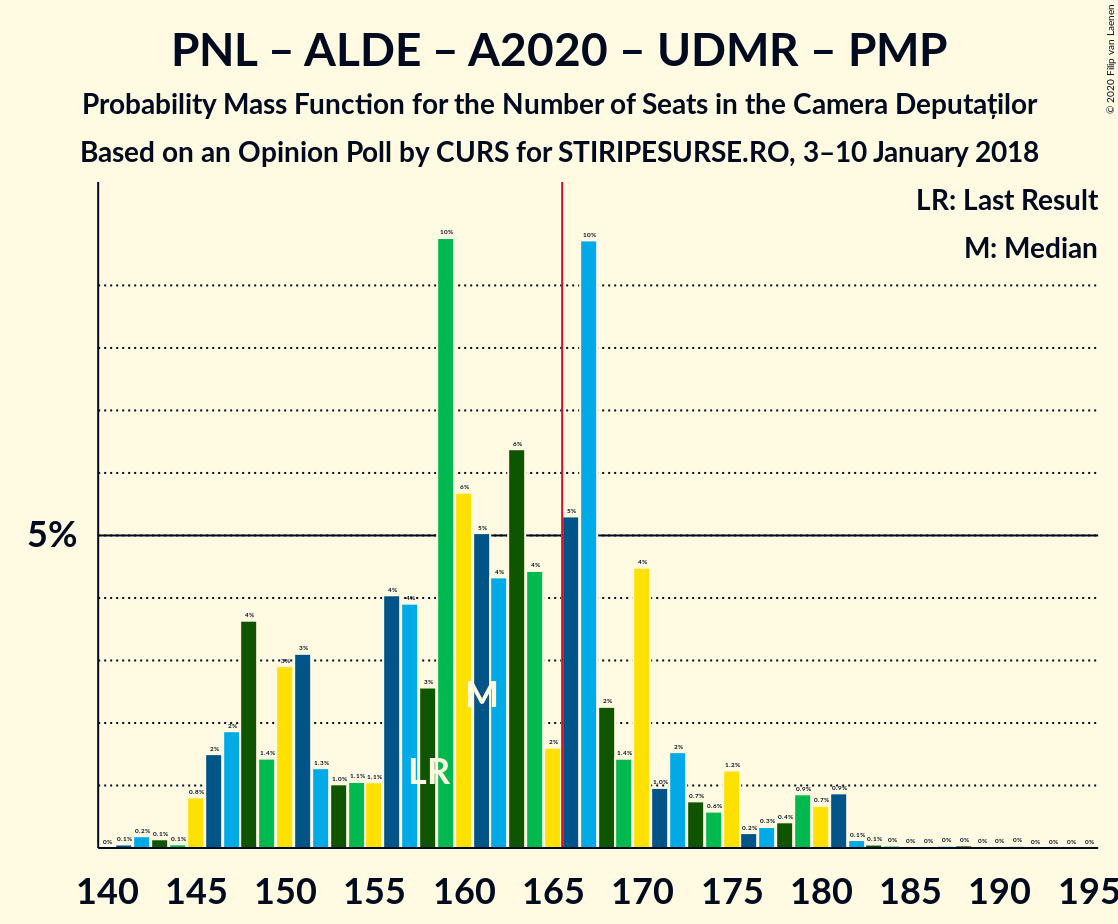 PNL – ALDE – A2020 – UDMR – PMP
Probability Mass Function for the Number of Seats in the Camera Deputaților
Based on an Opinion Poll by CURS for STIRIPESURSE.RO, 3–10 January 2018
© 2020 Filip van Laenen
LR: Last Result
M: Median
5%
0% 0.1% 0.2% 0.1% 0.1% 0.8% 2% 2% 4% 1.4% 3% 3% 1.3% 1.0% 1.1% 1.1% 4% 4% 3% 10% 6% 5% 4% 6% 4% 2% 5% 10% 2% 1.4% 4% 1.0% 2% 0.7% 0.6% 1.2% 0.2% 0.3% 0.4% 0.9% 0.7% 0.9% 0.1% 0.1% 0% 0% 0% 0% 0% 0% 0% 0% 0% 0% 0% 0%
M
LR
140 145 150 155 160 165 170 175 180 185 190 195